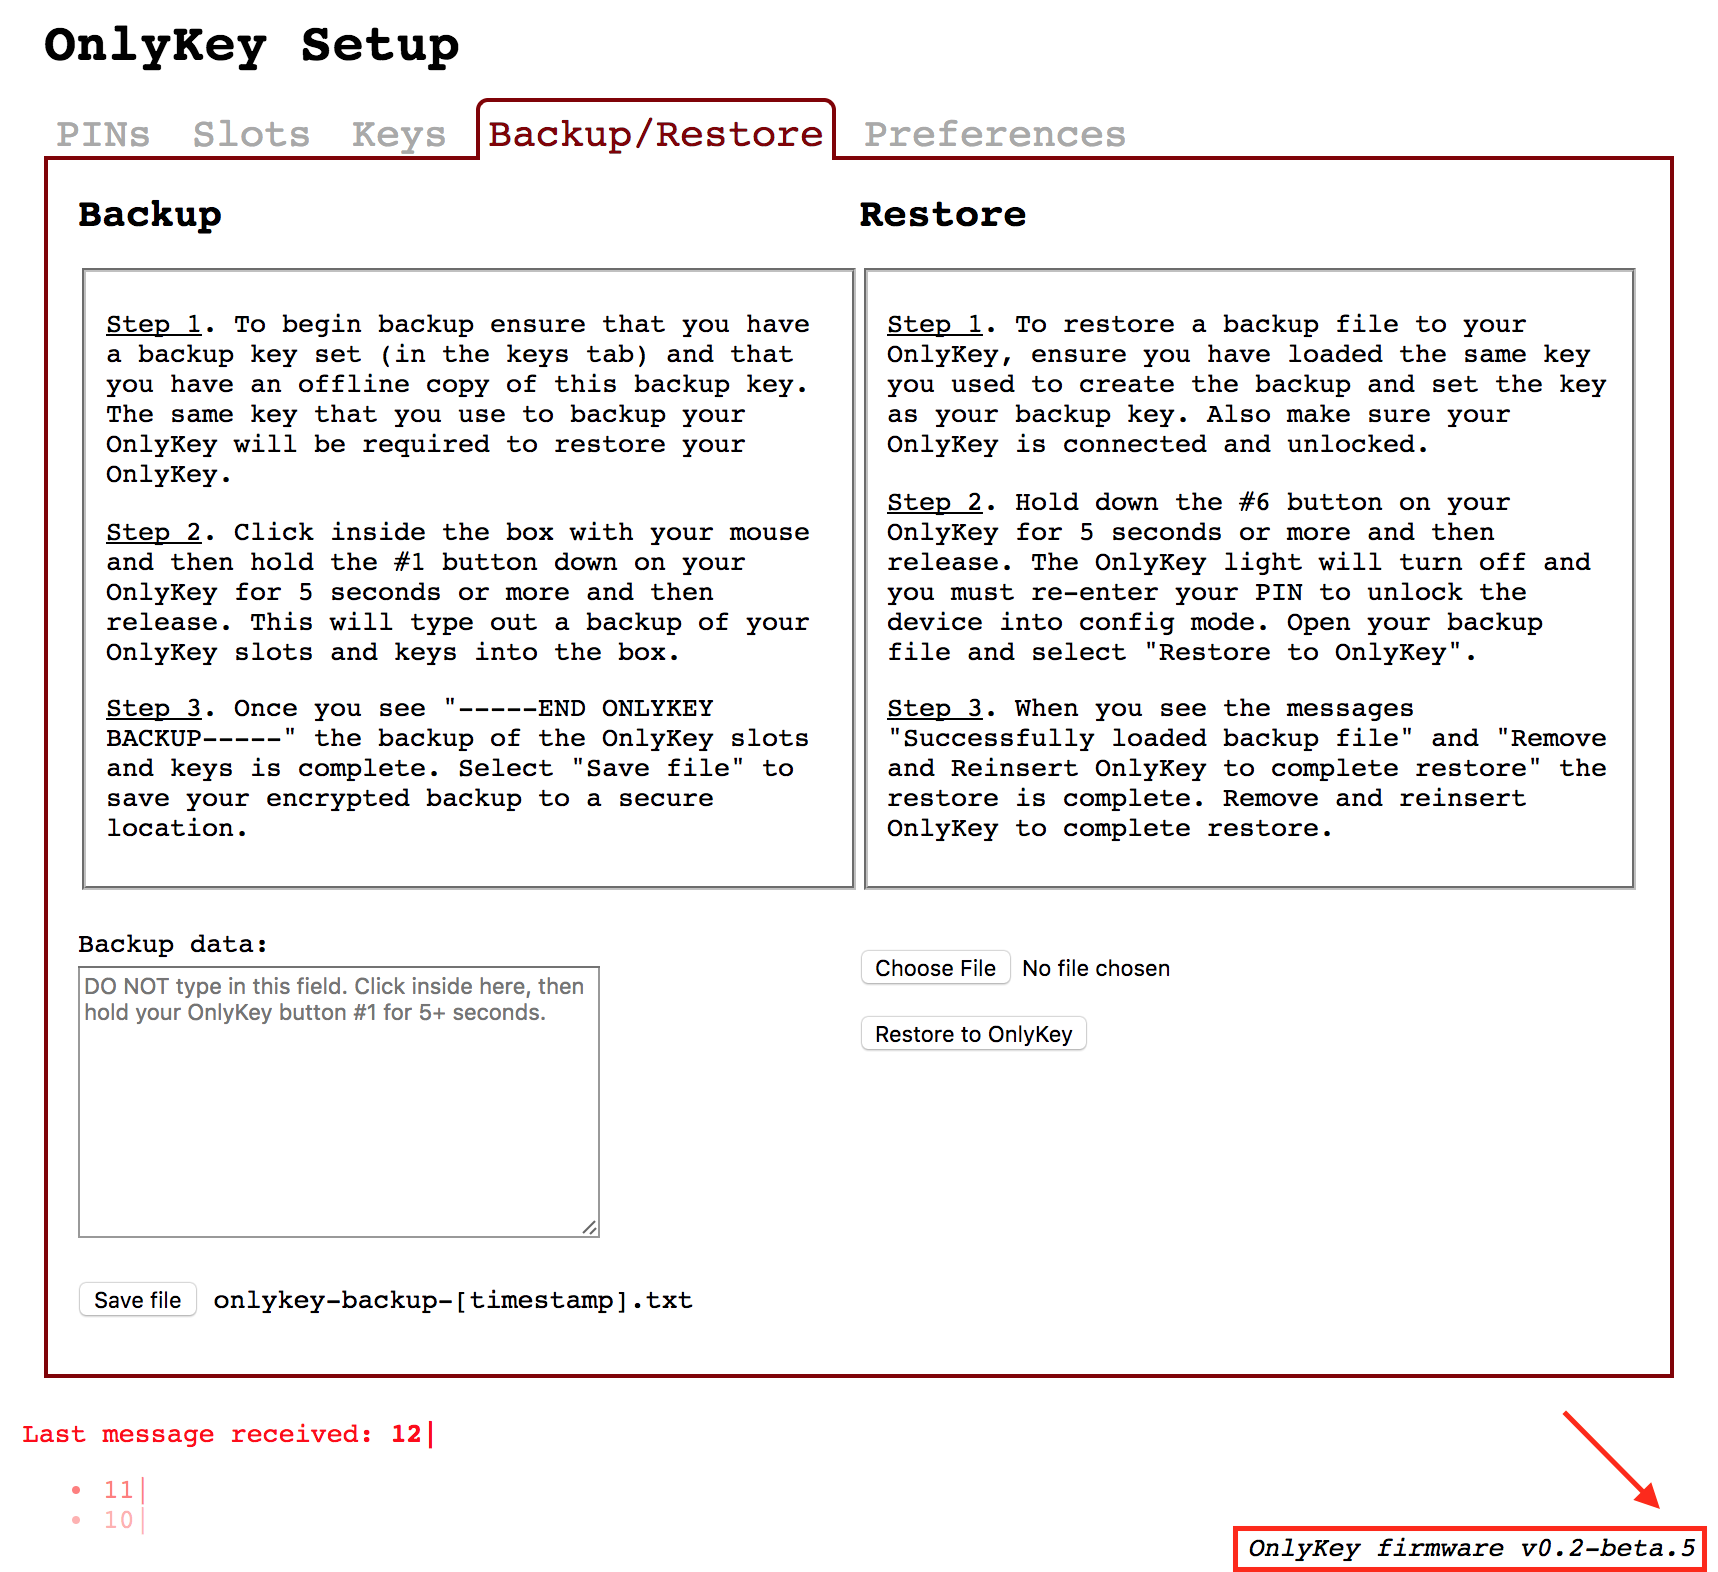 OnlyKey Setup
PINs Slots Keys Backup/Restore Preferences
Backup
Step 1. To begin backup ensure that you have
a backup key set (in the keys tab) and that
you have an offline copy of this backup key.
The same key that you use to backup your
OnlyKey will be required to restore your
OnlyKey.
Step 2. Click inside the box with your mouse
and then hold the #1 button down on your
OnlyKey for 5 seconds or more and then
release. This will type out a backup of your
OnlyKey slots and keys into the box.
Step 3. Once you see "-----END ONLYKEY
BACKUP-----" the backup of the OnlyKey slots
and keys is complete. Select "Save file" to
save your encrypted backup to a secure
location.
Backup data:
DO NOT type in this field. Click inside here, then
hold your OnlyKey button #1 for 5+ seconds.
Save file onlykey-backup-[timestamp].txt
Restore
Step 1. To restore a backup file to your
OnlyKey, ensure you have loaded the same key
you used to create the backup and set the key
as your backup key. Also make sure your
OnlyKey is connected and unlocked.
Step 2. Hold down the #6 button on your
OnlyKey for 5 seconds or more and then
release. The OnlyKey light will turn off and
you must re-enter your PIN to unlock the
device into config mode. Open your backup
file and select "Restore to OnlyKey".
Step 3. When you see the messages
"Successfully loaded backup file" and "Remove
and Reinsert OnlyKey to complete restore" the
restore is complete. Remove and reinsert
OnlyKey to complete restore.
Choose File No file chosen
Restore to OnlyKey
Last message received: 12|
• 11|
• 10|
OnlyKey firmware v0.2-beta.5